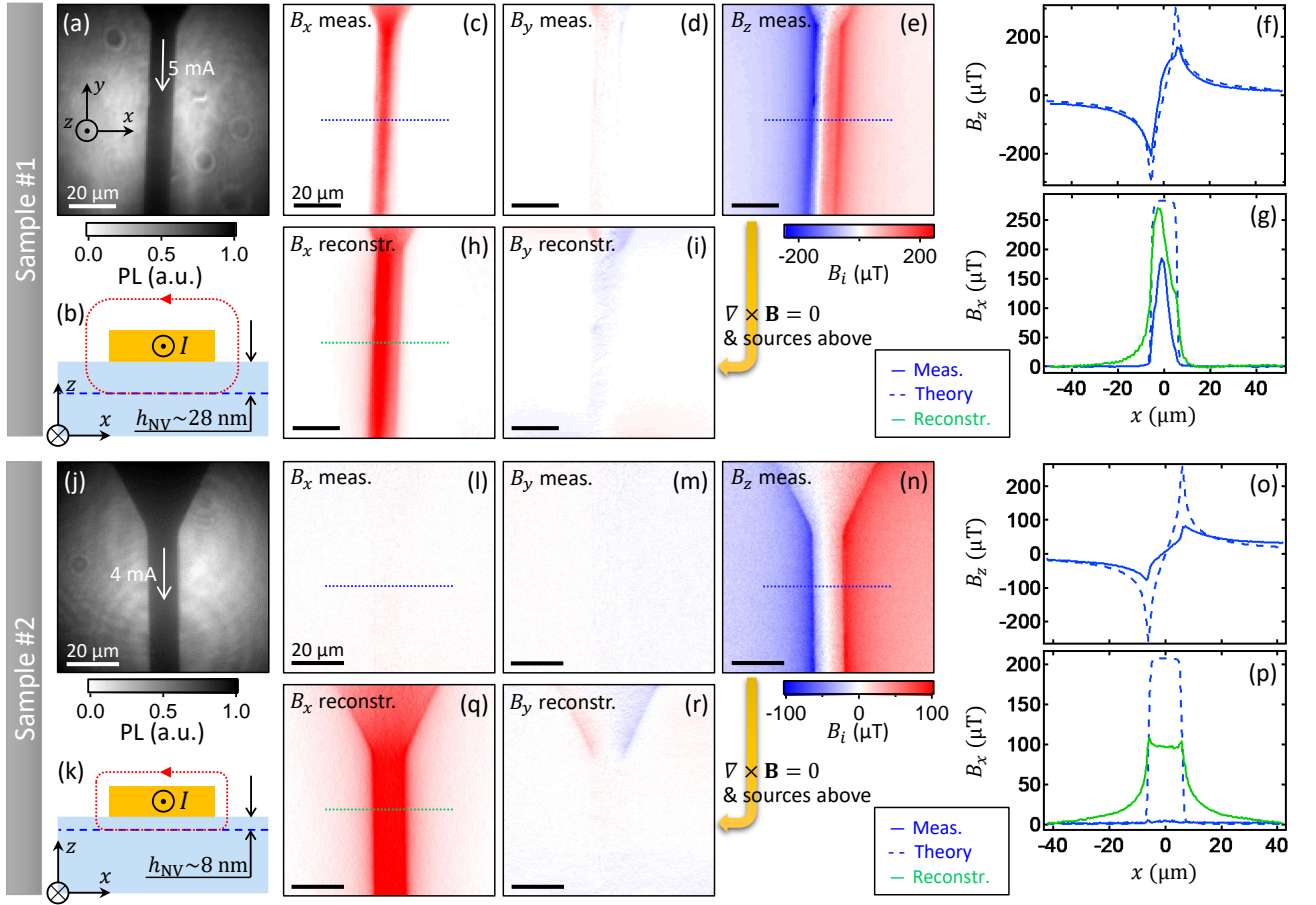 Sample #1
(a)
5 mA
y
z
x
20 μm
0.0 0.5 1.0
PL (a.u.)
(b)
I
z
x
h_NV~28 nm
B_x meas.
(c)
20 μm
B_y meas.
(d)
B_z meas.
(e)
-200 200
B_i (μT)
B_x reconstr.
(h)
B_y reconstr.
(i)
∇ × B = 0
& sources above
(f)
B_z (μT)
200
0
-200
(g)
B_x (μT)
250
200
150
100
50
0
-40 -20 0 20 40
x (μm)
Meas.
Theory
Reconstr.
Sample #2
(j)
4 mA
20 μm
0.0 0.5 1.0
PL (a.u.)
(k)
I
z
x
h_NV~8 nm
B_x meas.
(l)
20 μm
B_y meas.
(m)
B_z meas.
(n)
-100 0 100
B_i (μT)
B_x reconstr.
(q)
B_y reconstr.
(r)
∇ × B = 0
& sources above
(o)
B_z (μT)
200
100
0
-100
-200
(p)
B_x (μT)
200
150
100
50
0
-40 -20 0 20 40
x (μm)
Meas.
Theory
Reconstr.